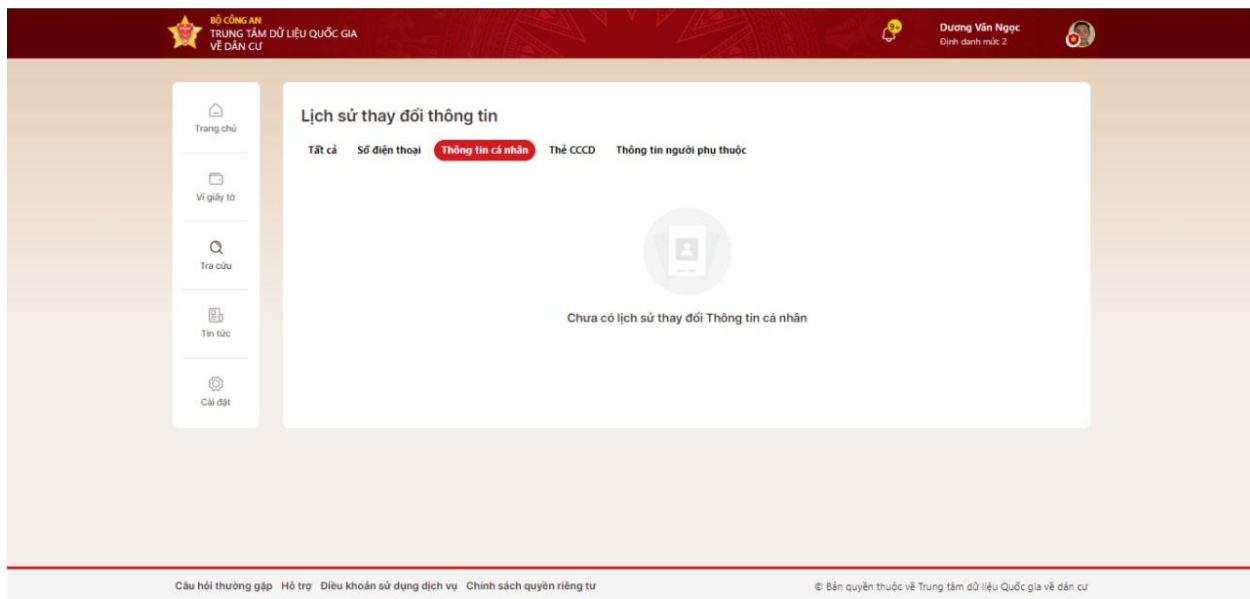 BỘ CÔNG AN
TRUNG TÂM DỮ LIỆU QUỐC GIA
VỀ DÂN CƯ
9+
Dương Văn Ngọc
Định danh mức 2
Trang chủ
Ví giấy tờ
Tra cứu
Tin tức
Cài đặt
Lịch sử thay đổi thông tin
Tất cả Số điện thoại Thông tin cá nhân Thẻ CCCD Thông tin người phụ thuộc
Chưa có lịch sử thay đổi Thông tin cá nhân
Câu hỏi thường gặp Hỗ trợ Điều khoản sử dụng dịch vụ Chính sách quyền riêng tư
© Bản quyền thuộc về Trung tâm dữ liệu Quốc gia về dân cư